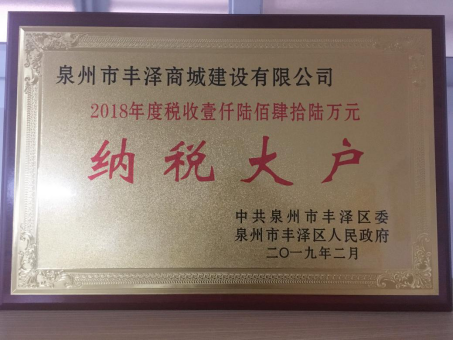 泉州市丰泽商城建设有限公司
2018年度税收壹仟陆佰肆拾陆万元
纳税大户
中共泉州市丰泽区委
泉州市丰泽区人民政府
二〇一九年二月